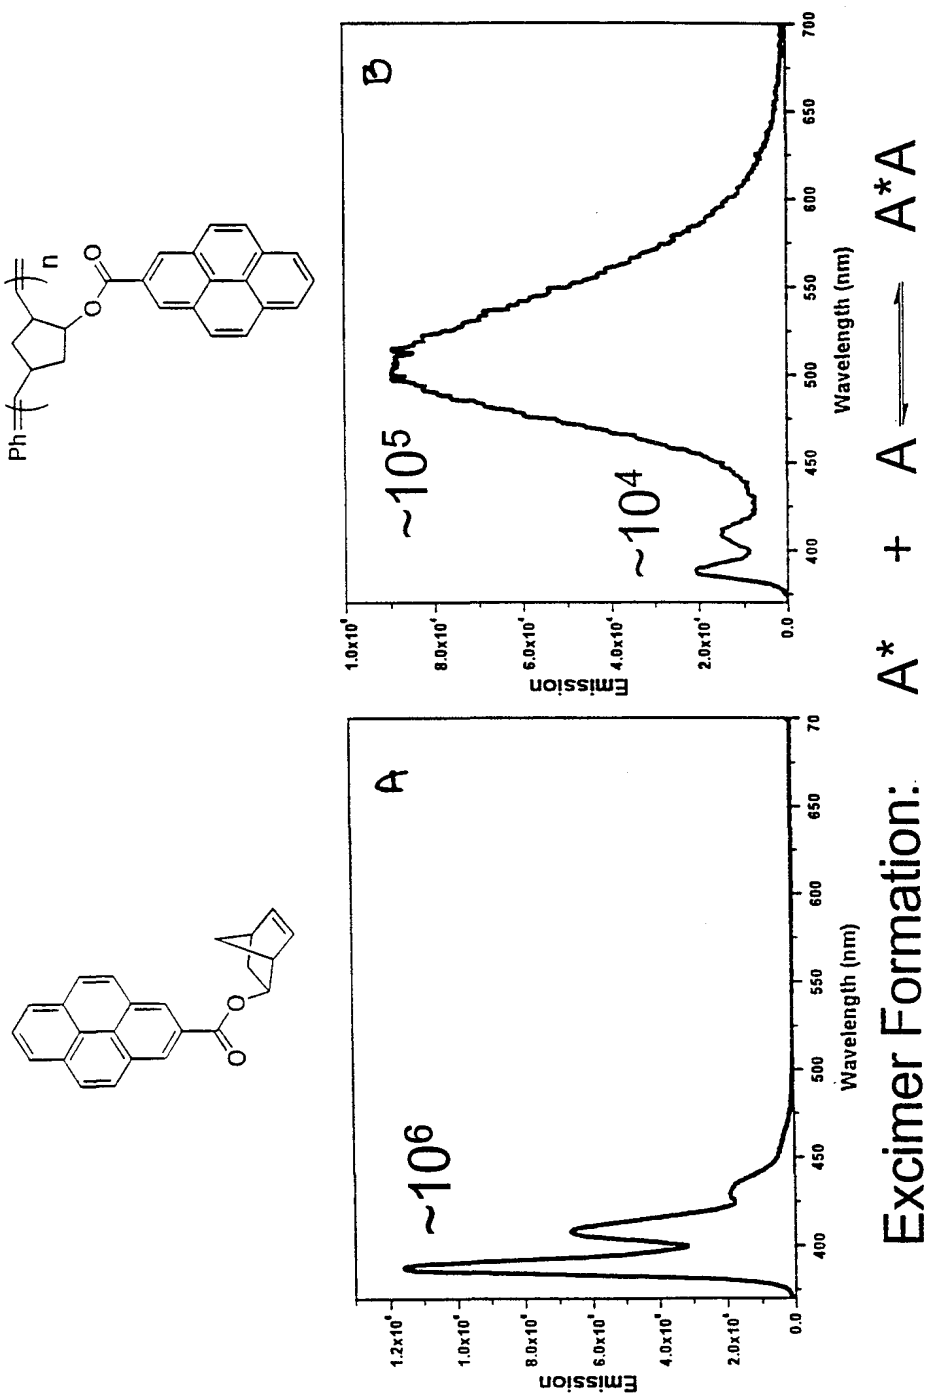 O
O
Ph
n
O
O
~10⁶
A
1.2x10⁶
1.0x10⁶
8.0x10⁵
6.0x10⁵
4.0x10⁵
2.0x10⁵
0.0
Emission
400 450 500 550 600 650 70
Wavelength (nm)
~10⁵
~10⁴
B
1.0x10⁵
8.0x10⁴
6.0x10⁴
4.0x10⁴
2.0x10⁴
0.0
Emission
400 450 500 550 600 650 700
Wavelength (nm)
Excimer Formation: A* + A ⇌ A*A